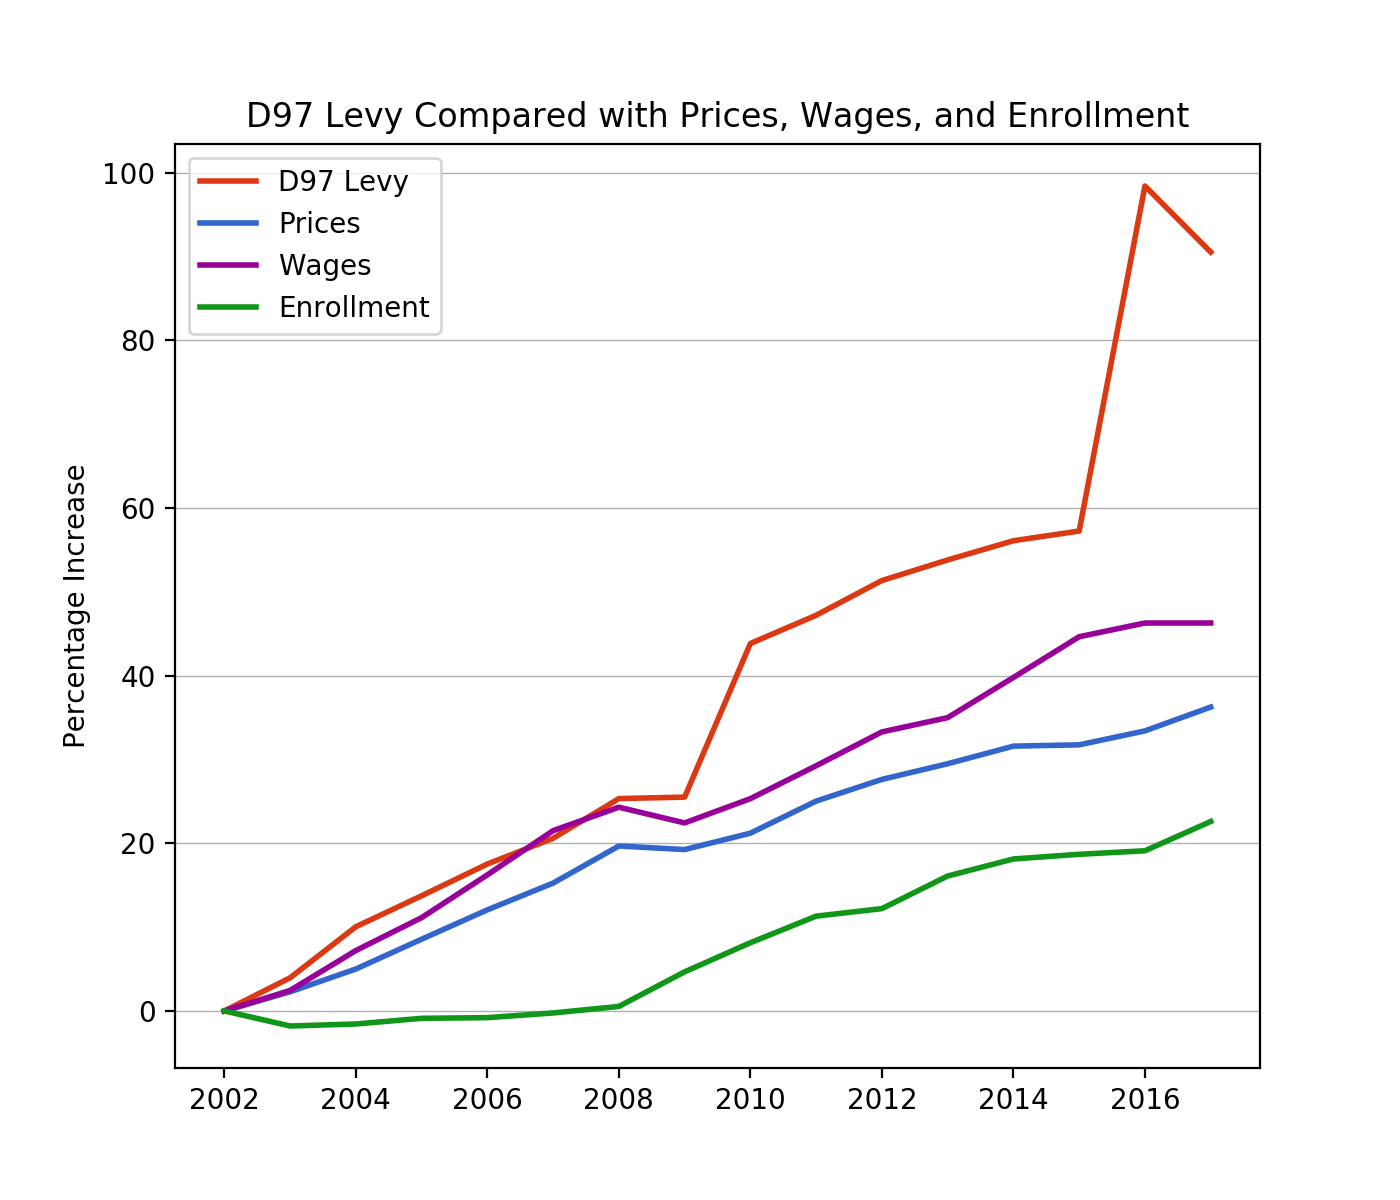 D97 Levy Compared with Prices, Wages, and Enrollment
100
80
60
40
20
0
Percentage Increase
D97 Levy
Prices
Wages
Enrollment
2002 2004 2006 2008 2010 2012 2014 2016